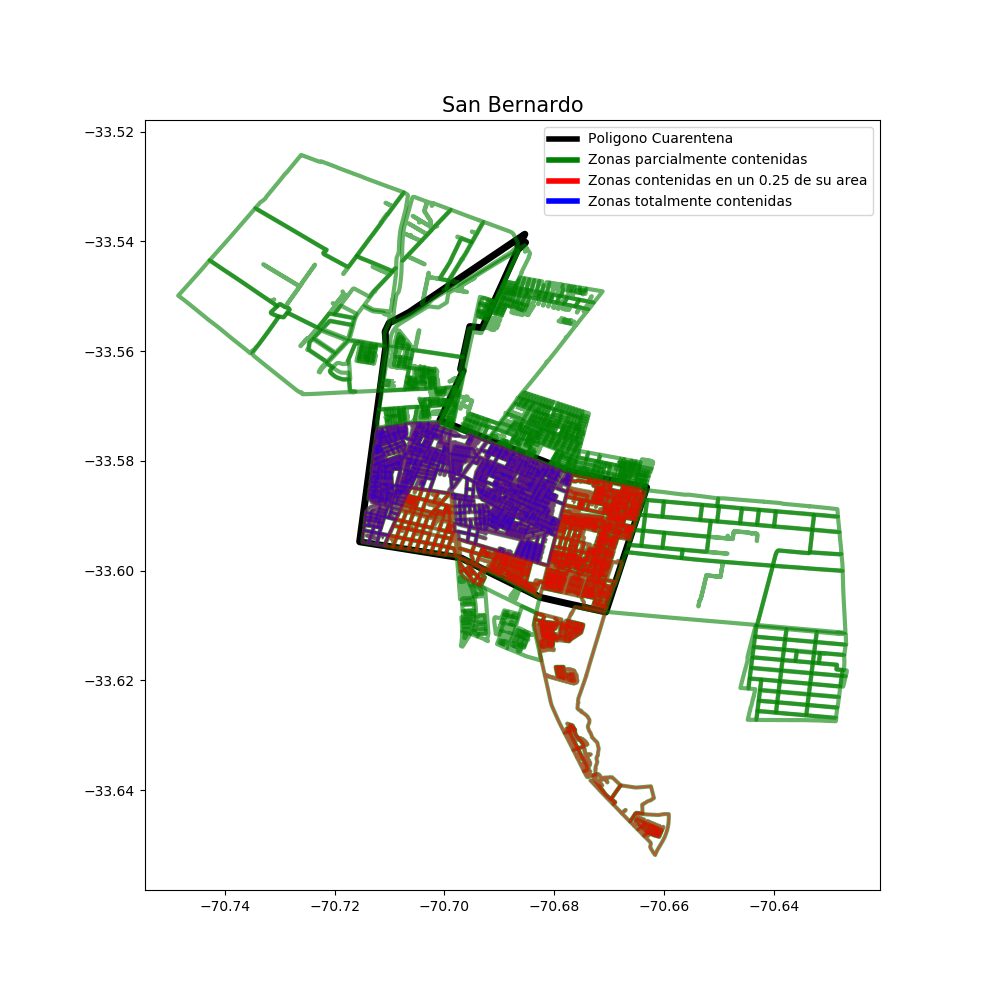 San Bernardo
Poligono Cuarentena
Zonas parcialmente contenidas
Zonas contenidas en un 0.25 de su area
Zonas totalmente contenidas
−33.52
−33.54
−33.56
−33.58
−33.60
−33.62
−33.64
−70.74 −70.72 −70.70 −70.68 −70.66 −70.64